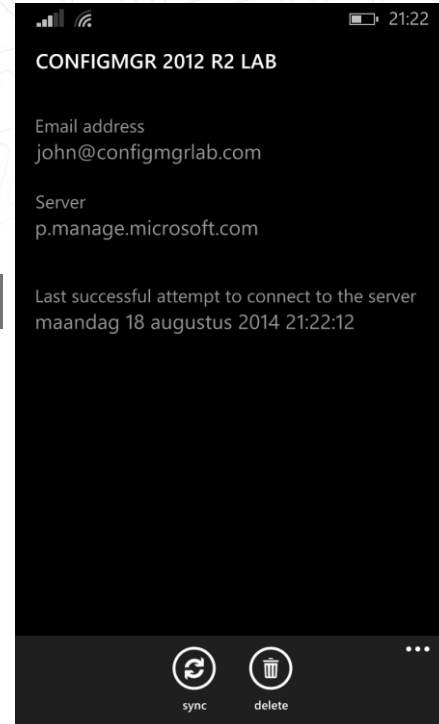 21:22
CONFIGMGR 2012 R2 LAB
Email address
john@configmgrlab.com
Server
p.manage.microsoft.com
Last successful attempt to connect to the server
maandag 18 augustus 2014 21:22:12
sync
delete